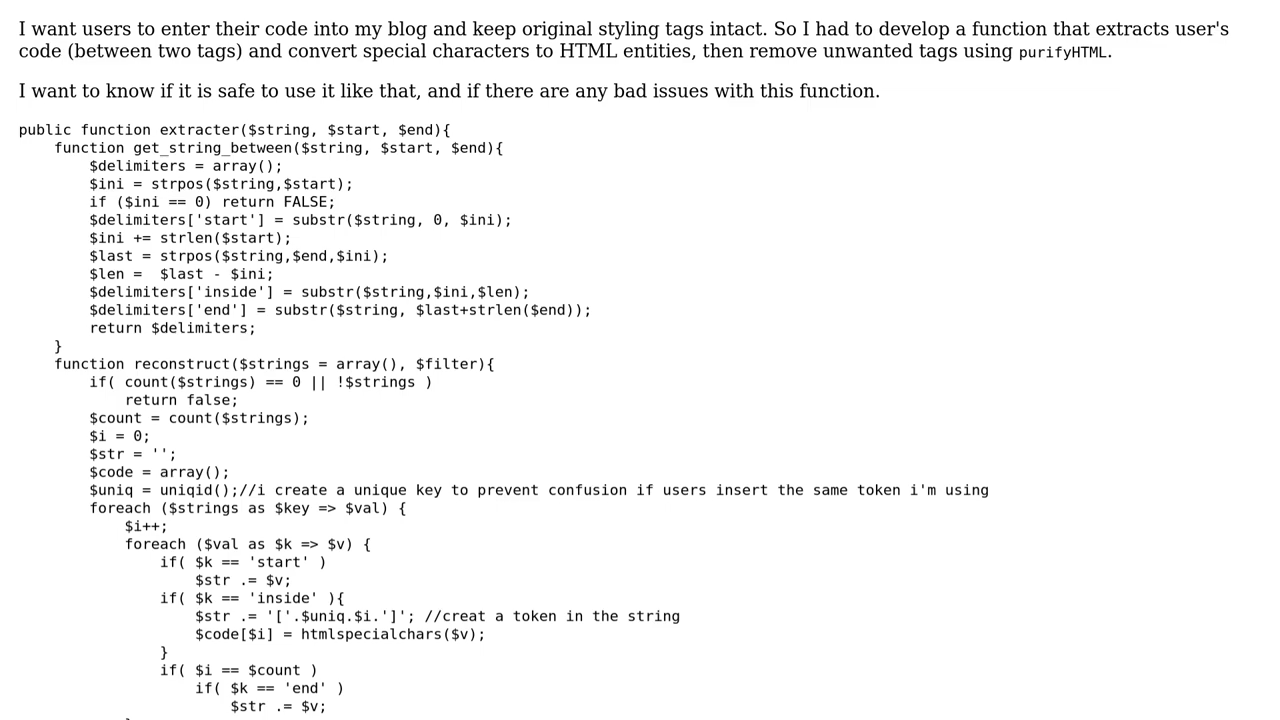 I want users to enter their code into my blog and keep original styling tags intact. So I had to develop a function that extracts user's
code (between two tags) and convert special characters to HTML entities, then remove unwanted tags using purifyHTML.
I want to know if it is safe to use it like that, and if there are any bad issues with this function.
public function extracter($string, $start, $end){
    function get_string_between($string, $start, $end){
        $delimiters = array();
        $ini = strpos($string,$start);
        if ($ini == 0) return FALSE;
        $delimiters['start'] = substr($string, 0, $ini);
        $ini += strlen($start);
        $last = strpos($string,$end,$ini);
        $len =  $last - $ini;
        $delimiters['inside'] = substr($string,$ini,$len);
        $delimiters['end'] = substr($string, $last+strlen($end));
        return $delimiters;
    }
    function reconstruct($strings = array(), $filter){
        if( count($strings) == 0 || !$strings )
            return false;
        $count = count($strings);
        $i = 0;
        $str = '';
        $code = array();
        $uniq = uniqid();//i create a unique key to prevent confusion if users insert the same token i'm using
        foreach ($strings as $key => $val) {
            $i++;
            foreach ($val as $k => $v) {
                if( $k == 'start' )
                    $str .= $v;
                if( $k == 'inside' ){
                    $str .= '['.$uniq.$i.']'; //creat a token in the string
                    $code[$i] = htmlspecialchars($v);
                }
                if( $i == $count )
                    if( $k == 'end' )
                        $str .= $v;